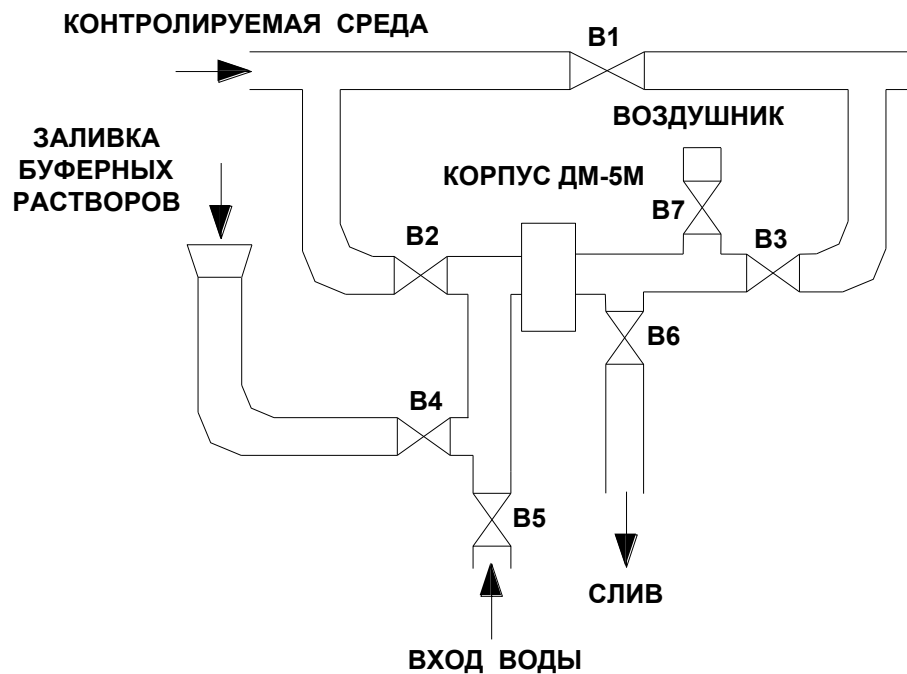 КОНТРОЛИРУЕМАЯ СРЕДА
В1
ВОЗДУШНИК
ЗАЛИВКА
БУФЕРНЫХ
РАСТВОРОВ
КОРПУС ДМ-5М
В7
В2
В3
В6
В4
В5
СЛИВ
ВХОД ВОДЫ